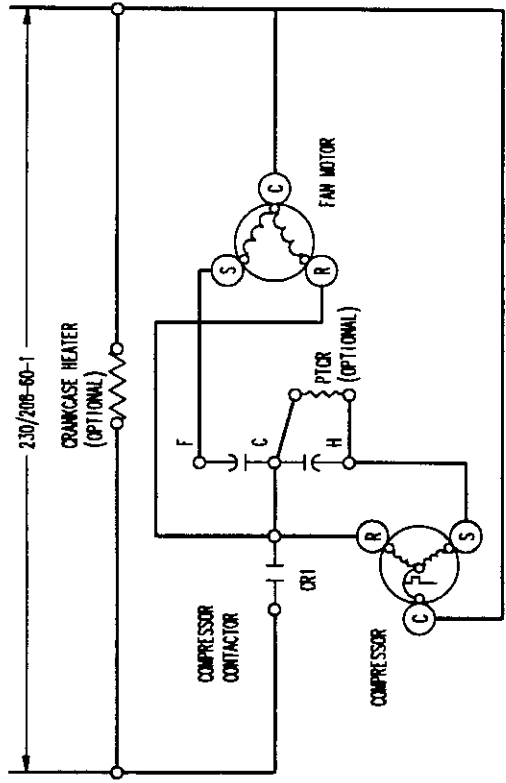 230/208-60-1
CRANKCASE HEATER
(OPTIONAL)
F
S
C
FAN MOTOR
R
C
PTCR
(OPTIONAL)
H
COMPRESSOR
CONTACTOR
CR1
R
S
C
COMPRESSOR